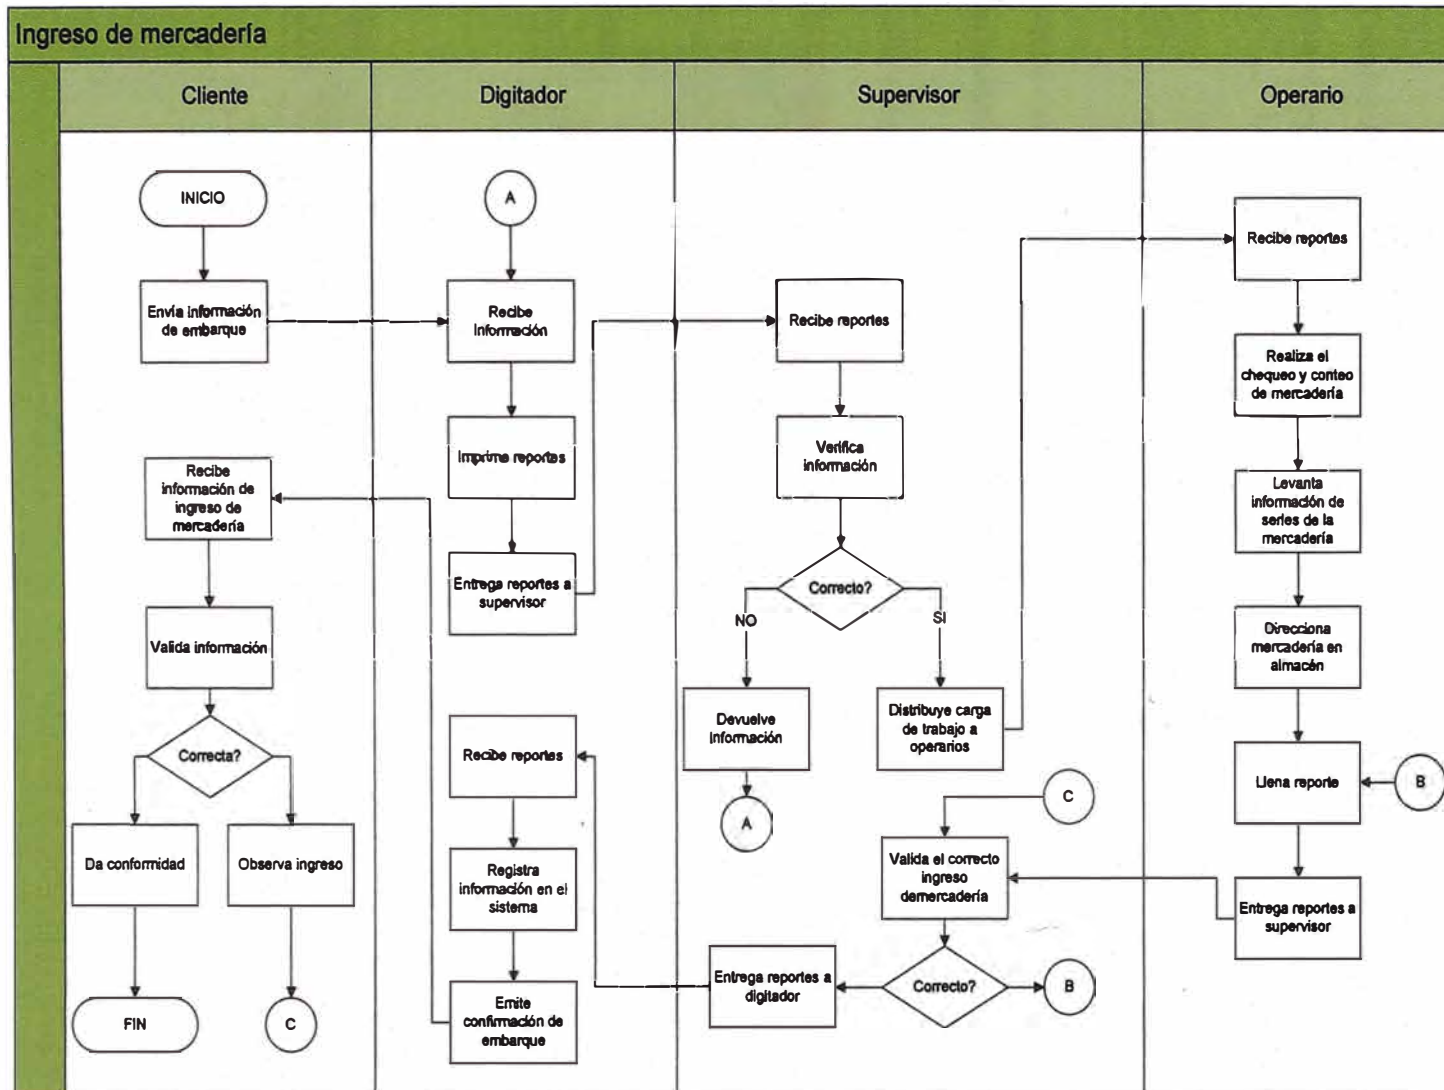 Ingreso de mercadería
Cliente
Digitador
Supervisor
Operario
INICIO
Envía información
de embarque
Recibe
información de
ingreso de
mercadería
Valida información
Correcta?
Da conformidad
Observa ingreso
FIN
C
A
Recibe
Información
Imprime reportes
Entrega reportes a
supervisor
Recibe reportes
Registra
información en el
sistema
Emite
confirmación de
embarque
Recibe reportes
Verifica
información
Correcto?
NO
SI
Devuelve
Información
Distribuye carga
de trabajo a
operarios
A
C
Valida el correcto
ingreso
demercadería
Entrega reportes a
digitador
Correcto?
B
Recibe reportes
Realiza el
chequeo y conteo
de mercadería
Levanta
información de
series de la
mercadería
Direcciona
mercadería en
almacén
Llena reporte
B
Entrega reportes a
supervisor